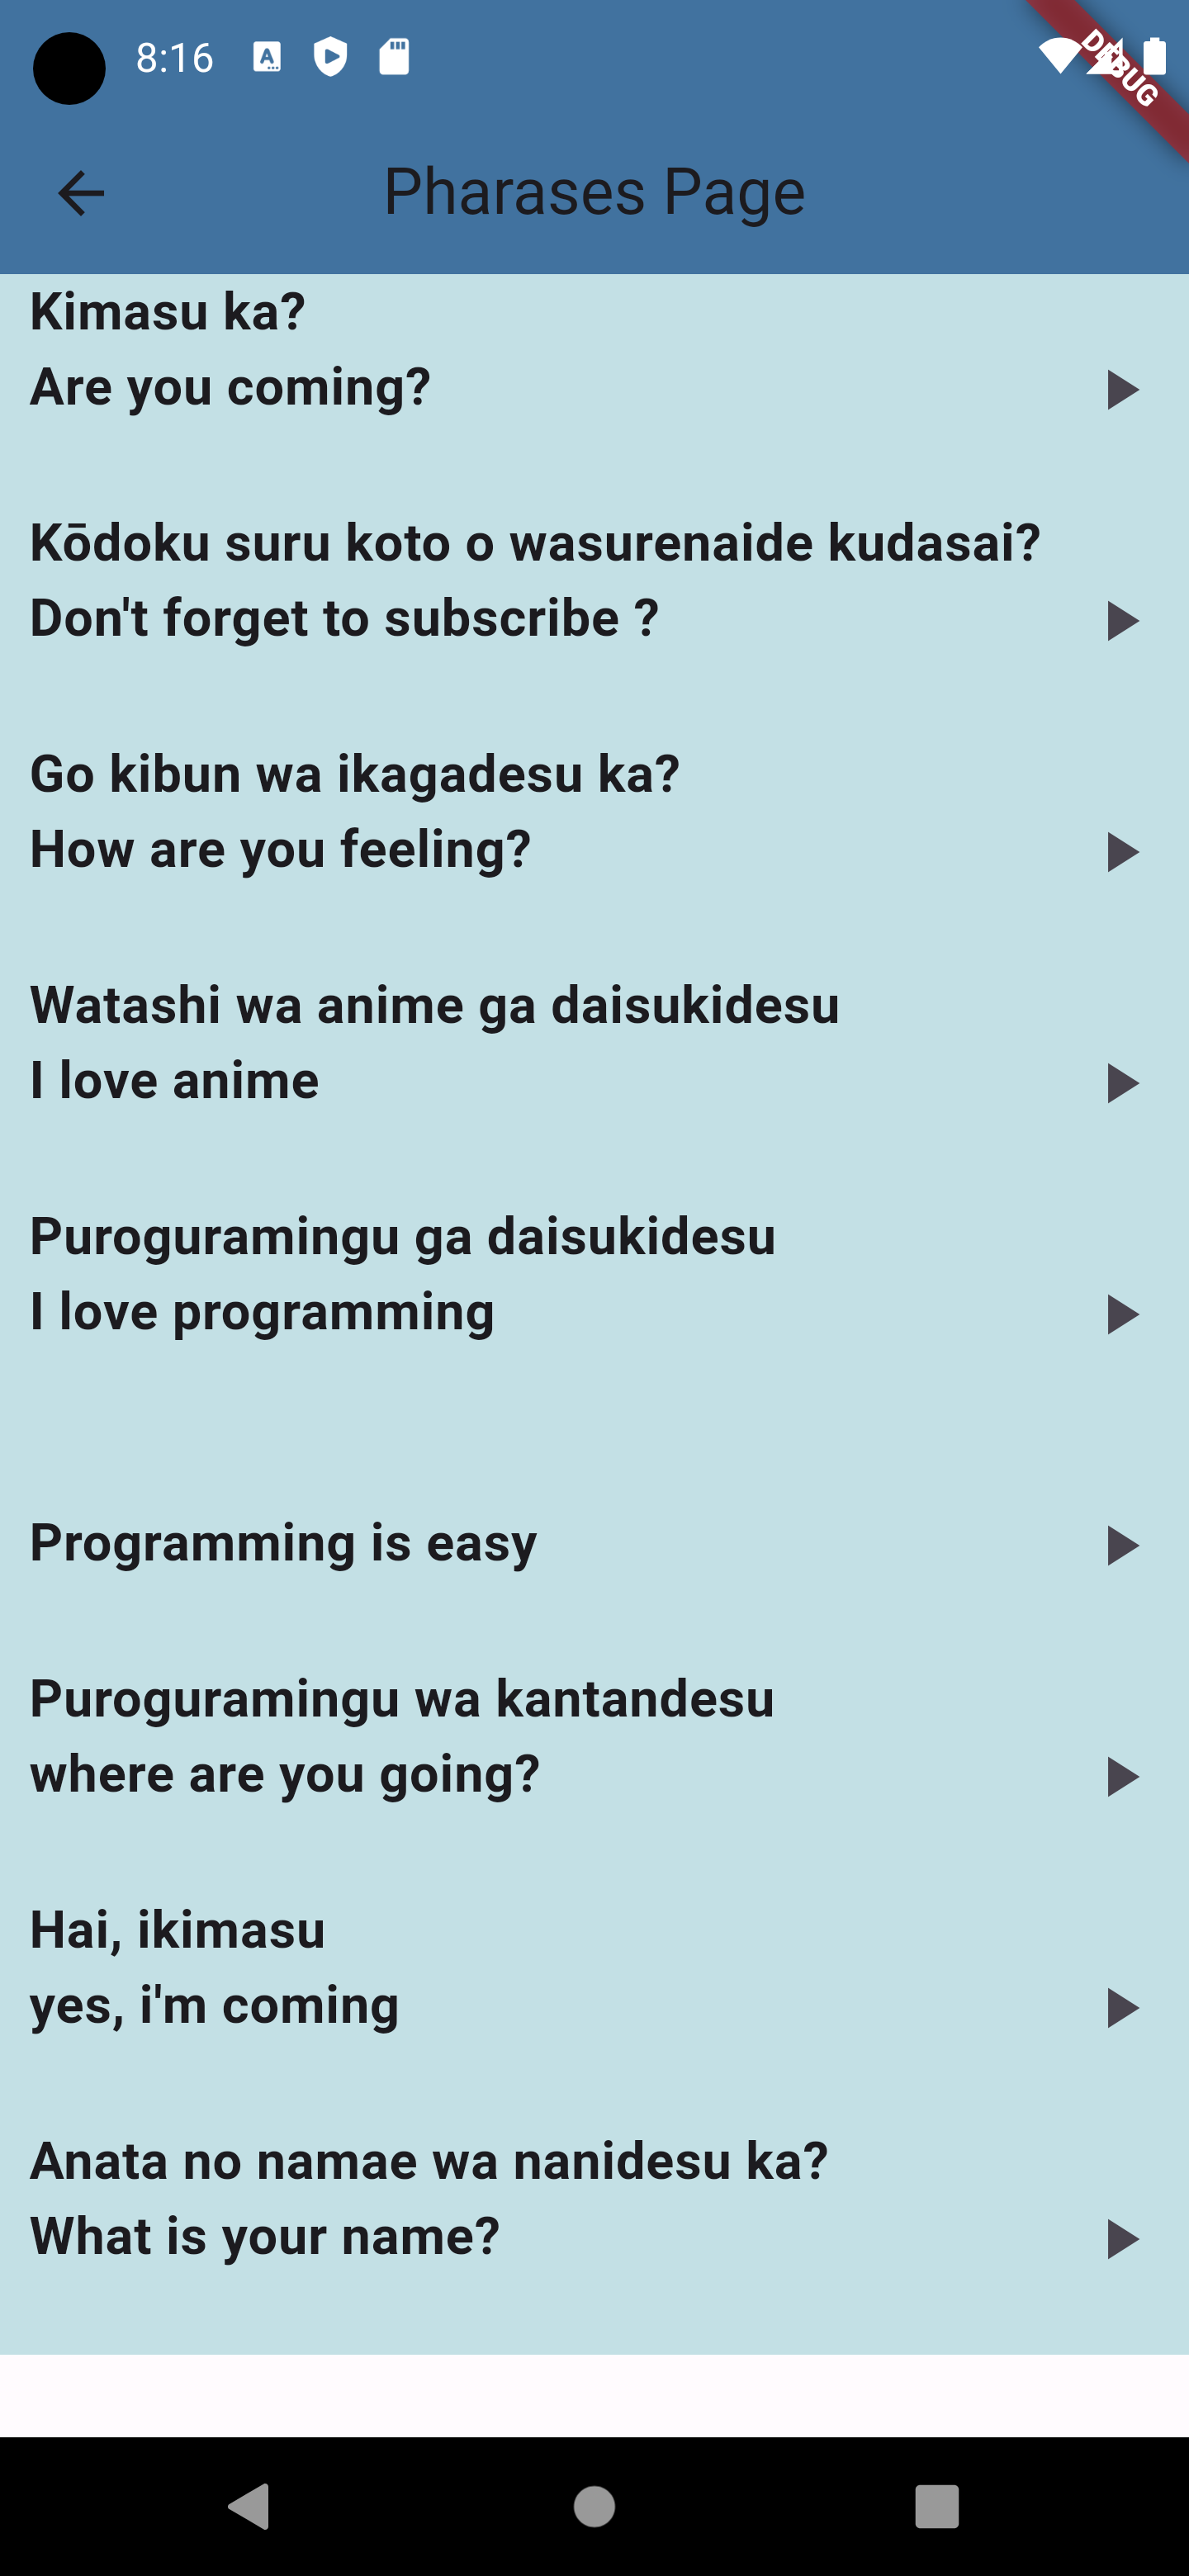 8:16
DEBUG
Pharases Page
Kimasu ka?
Are you coming?
Kōdoku suru koto o wasurenaide kudasai?
Don't forget to subscribe ?
Go kibun wa ikagadesu ka?
How are you feeling?
Watashi wa anime ga daisukidesu
I love anime
Puroguramingu ga daisukidesu
I love programming
Programming is easy
Puroguramingu wa kantandesu
where are you going?
Hai, ikimasu
yes, i'm coming
Anata no namae wa nanidesu ka?
What is your name?